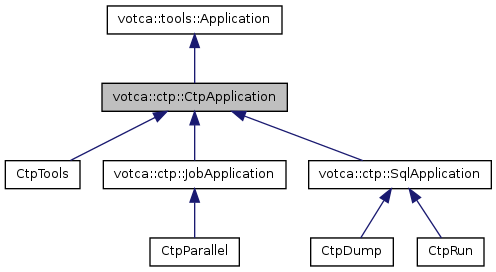 votca::tools::Application
votca::ctp::CtpApplication
CtpTools
votca::ctp::JobApplication
votca::ctp::SqlApplication
CtpParallel
CtpDump
CtpRun